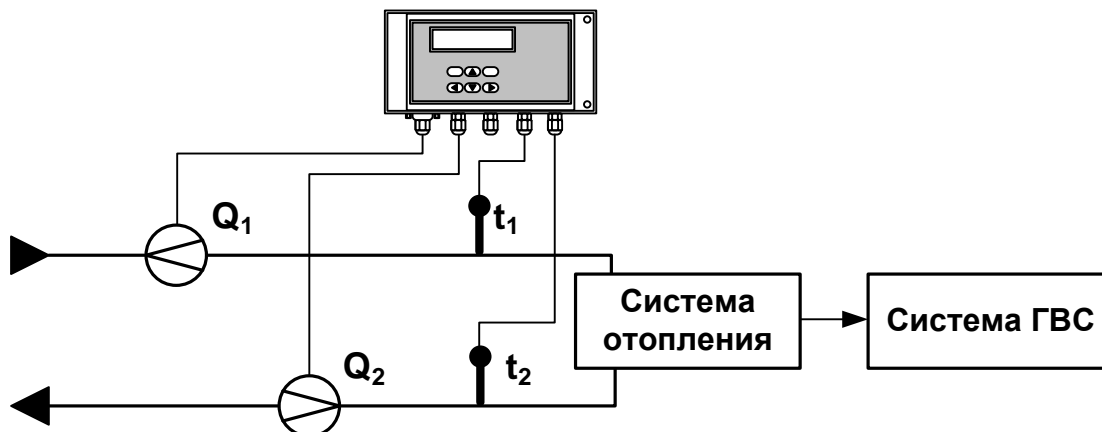 Q₁
t₁
Система
отопления
Система ГВС
Q₂
t₂